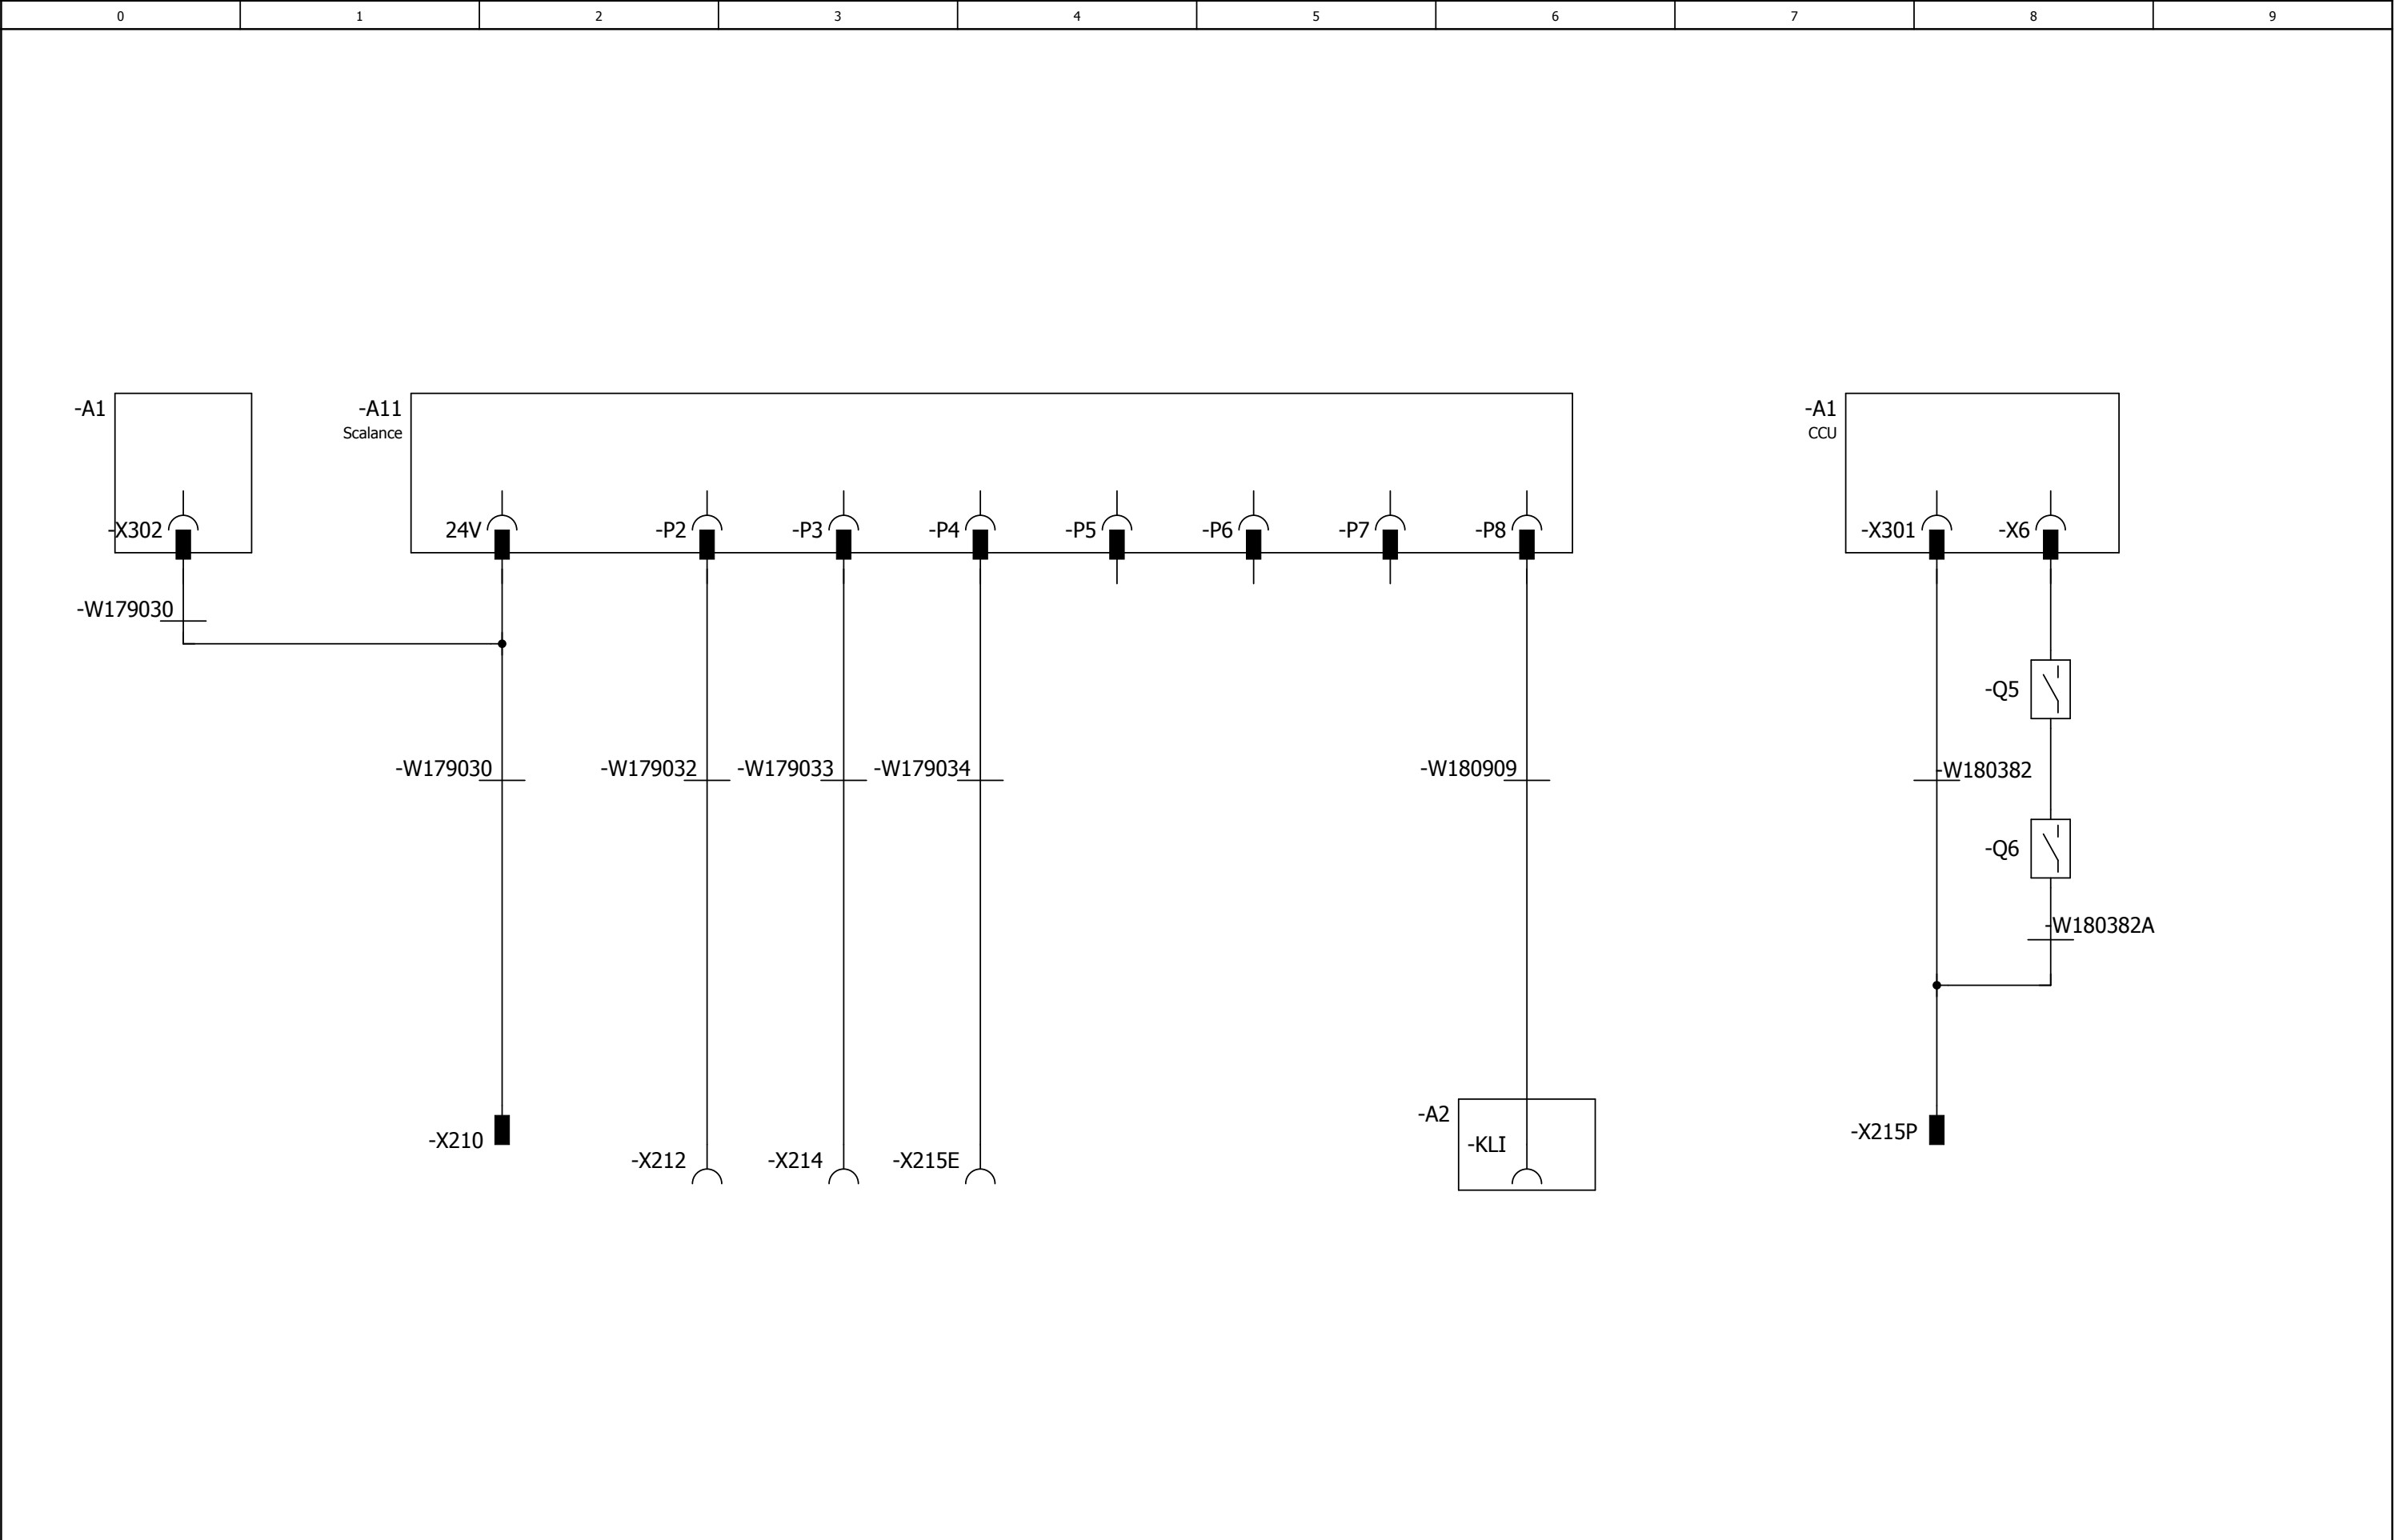 0 1 2 3 4 5 6 7 8 9
-A1
-A11
Scalance
-A1
CCU
-X302
24V
-P2
-P3
-P4
-P5
-P6
-P7
-P8
-X301
-X6
-W179030
-Q5
-W179030
-W179032
-W179033
-W179034
-W180909
-W180382
-Q6
-W180382A
-X210
-X212
-X214
-X215E
-A2
-KLI
-X215P